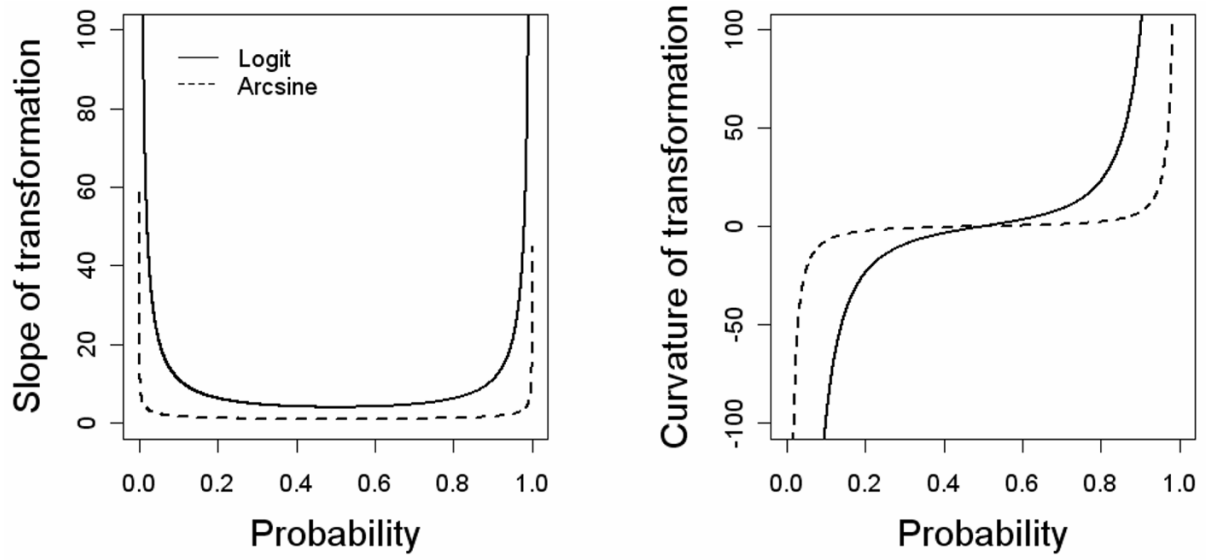 Slope of transformation
100
80
60
40
20
0
Logit
Arcsine
0.0 0.2 0.4 0.6 0.8 1.0
Probability
Curvature of transformation
100
50
0
-50
-100
0.0 0.2 0.4 0.6 0.8 1.0
Probability